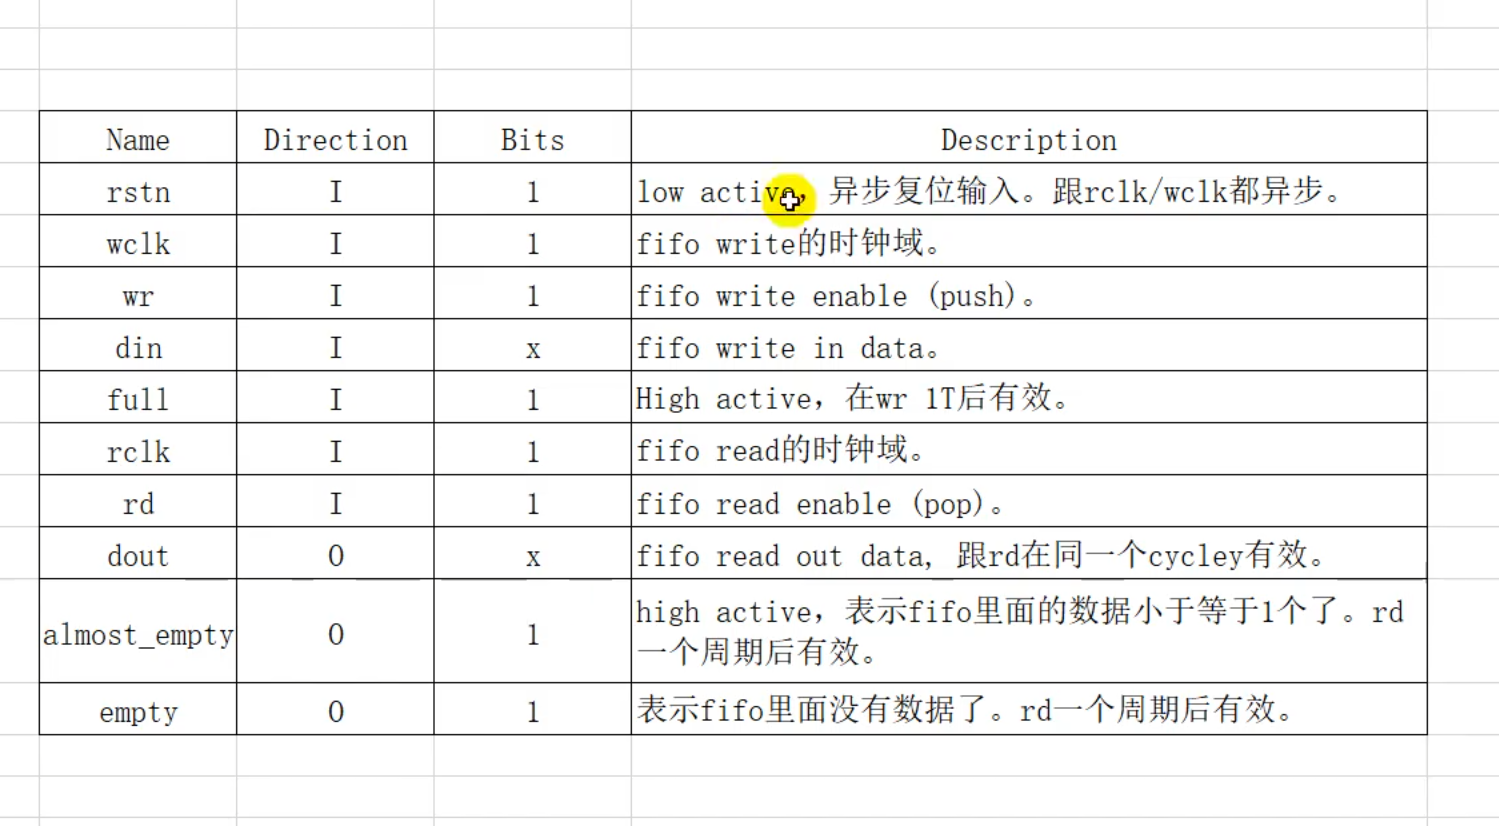 Name Direction Bits Description
rstn I 1 low active, 异步复位输入。跟rclk/wclk都异步。
wclk I 1 fifo write的时钟域。
wr I 1 fifo write enable (push)。
din I x fifo write in data。
full I 1 High active, 在wr 1T后有效。
rclk I 1 fifo read的时钟域。
rd I 1 fifo read enable (pop)。
dout O x fifo read out data, 跟rd在同一个cycley有效。
almost_empty O 1 high active, 表示fifo里面的数据小于等于1个了。rd
一个周期后有效。
empty O 1 表示fifo里面没有数据了。rd一个周期后有效。